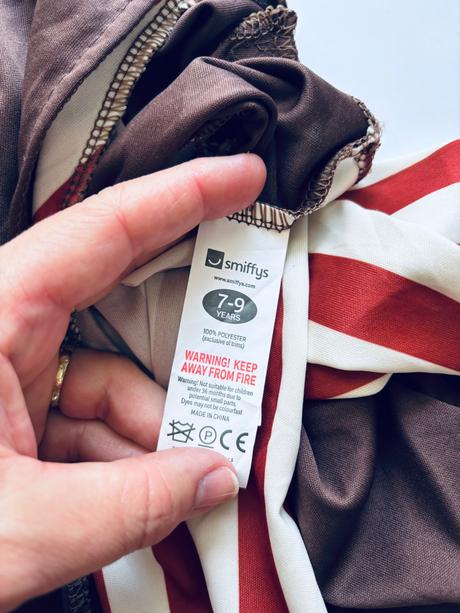 smiffys
www.smiffys.com
7-9
YEARS
100% POLYESTER
(exclusive of trims)
WARNING! KEEP
AWAY FROM FIRE
Warning! Not suitable for children
under 36 months due to
potential small parts.
Dyes may not be colourfast
MADE IN CHINA
P CE